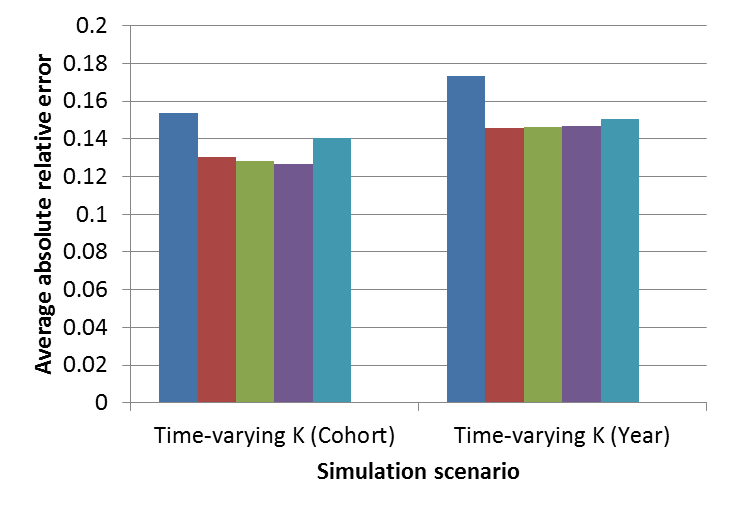 Average absolute relative error
0.2
0.18
0.16
0.14
0.12
0.1
0.08
0.06
0.04
0.02
0
Time-varying K (Cohort)
Time-varying K (Year)
Simulation scenario